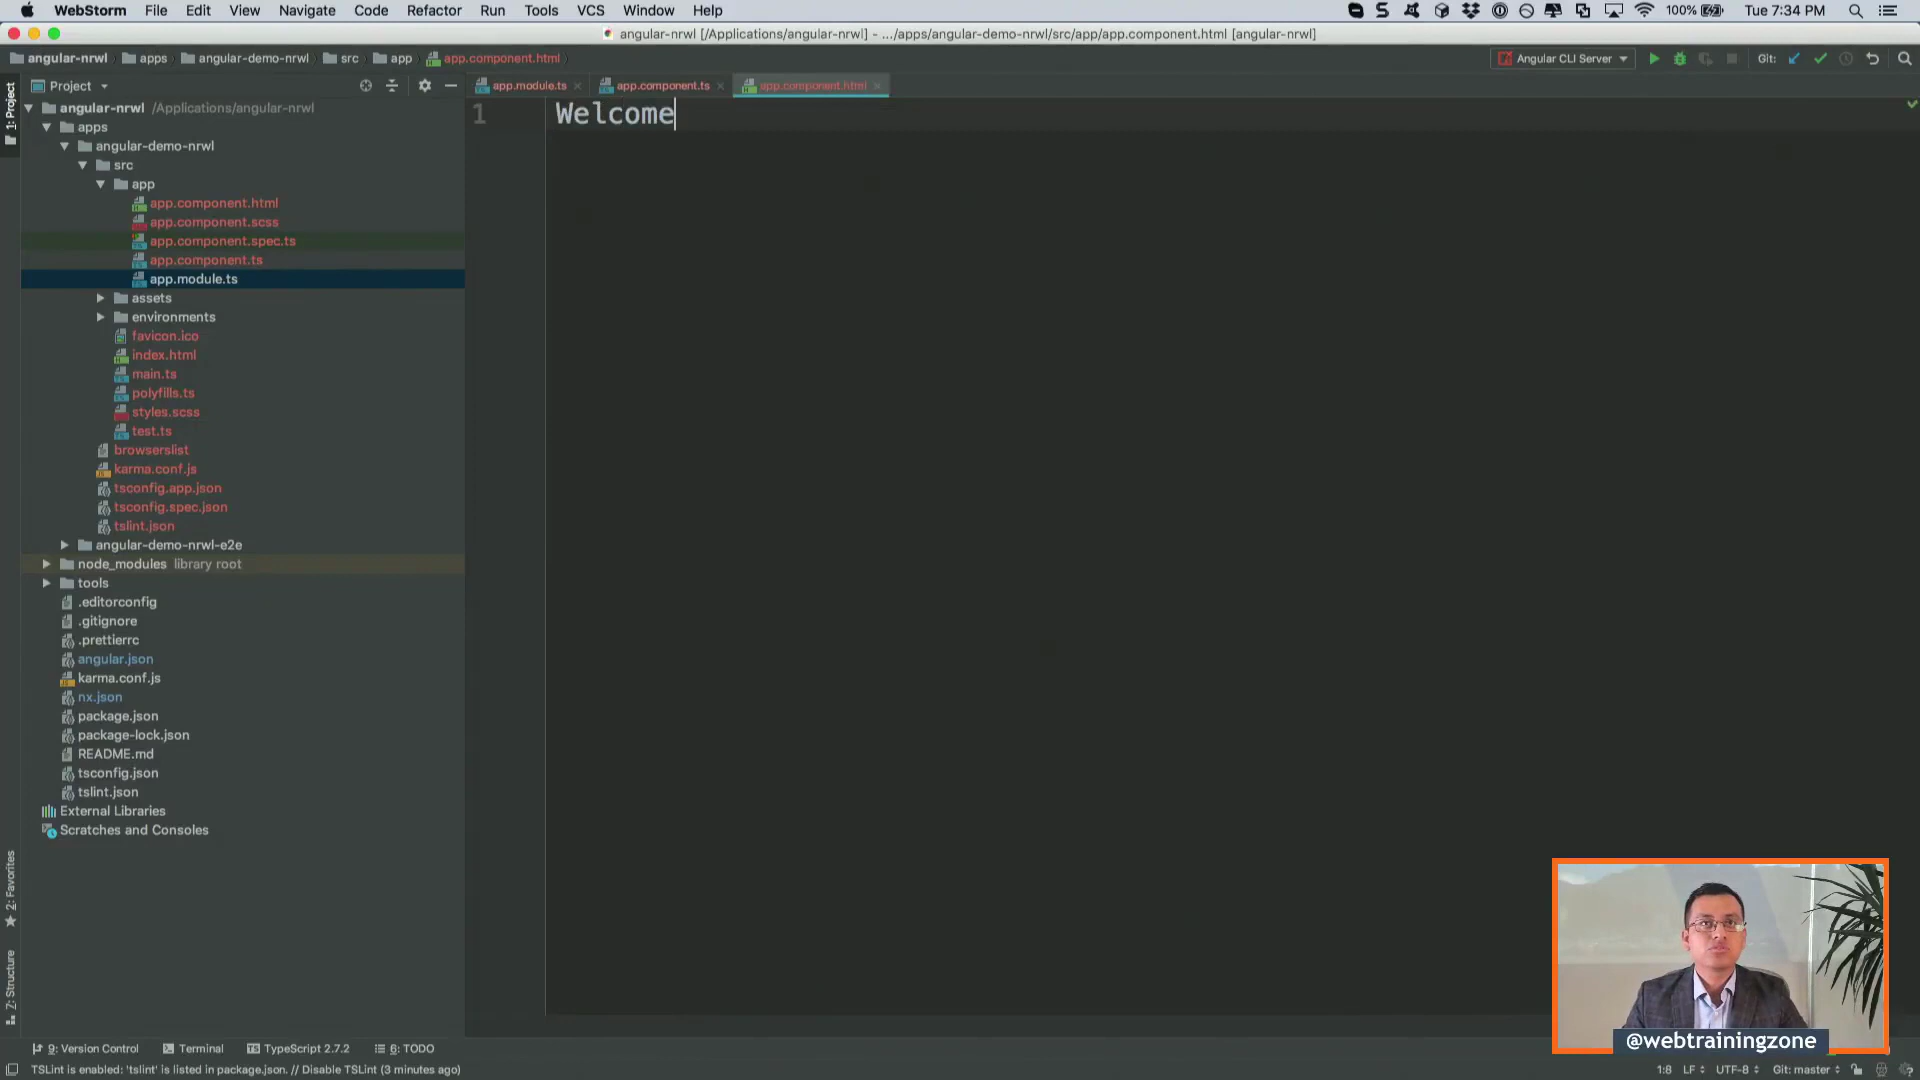 WebStorm File Edit View Navigate Code Refactor Run Tools VCS Window Help
100% Tue 7:34 PM
angular-nrwl [/Applications/angular-nrwl] - .../apps/angular-demo-nrwl/src/app/app.component.html [angular-nrwl]
angular-nrwl apps angular-demo-nrwl src app app.component.html
Angular CLI Server Git:
Project
app.module.ts app.component.ts app.component.html
1: Project
angular-nrwl /Applications/angular-nrwl
1 Welcome
apps
angular-demo-nrwl
src
app
app.component.html
app.component.scss
app.component.spec.ts
app.component.ts
app.module.ts
assets
environments
favicon.ico
index.html
main.ts
polyfills.ts
styles.scss
test.ts
browserslist
karma.conf.js
tsconfig.app.json
tsconfig.spec.json
tslint.json
angular-demo-nrwl-e2e
node_modules library root
tools
.editorconfig
.gitignore
.prettierrc
angular.json
karma.conf.js
nx.json
package.json
package-lock.json
README.md
tsconfig.json
tslint.json
External Libraries
Scratches and Consoles
2: Favorites
Z: Structure
@webtrainingzone
9: Version Control Terminal TypeScript 2.7.2 6: TODO
TSLint is enabled: 'tslint' is listed in package.json. // Disable TSLint (3 minutes ago)
1:8 LF UTF-8 Git: master